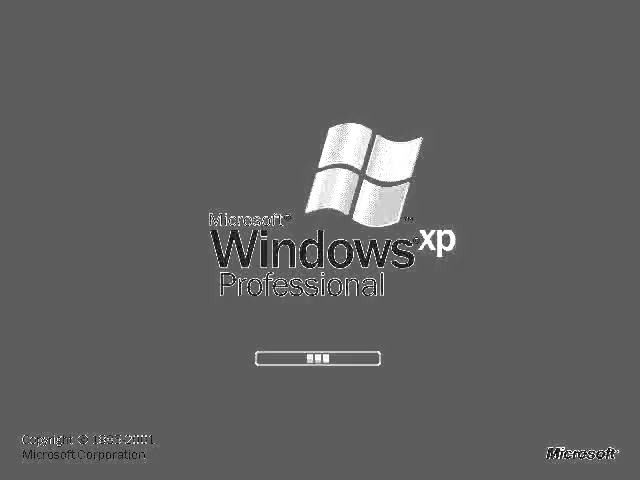 Microsoft
Windows xp
Professional
Copyright ©
Microsoft Corporation
Microsoft